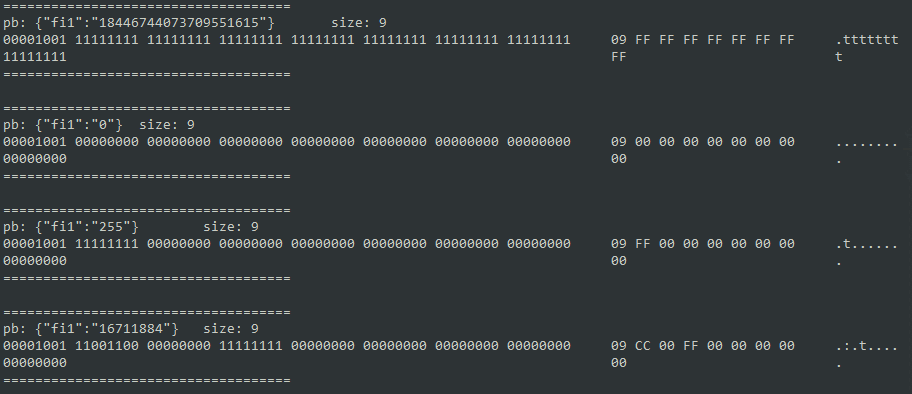 ====================================
pb: {"fi1":"18446744073709551615"}       size: 9
00001001 11111111 11111111 11111111 11111111 11111111 11111111 11111111     09 FF FF FF FF FF FF FF     .ttttttt
11111111                                                                    FF                          t
====================================

====================================
pb: {"fi1":"0"}  size: 9
00001001 00000000 00000000 00000000 00000000 00000000 00000000 00000000     09 00 00 00 00 00 00 00     ........
00000000                                                                    00                          .
====================================

====================================
pb: {"fi1":"255"}        size: 9
00001001 11111111 00000000 00000000 00000000 00000000 00000000 00000000     09 FF 00 00 00 00 00 00     .t......
00000000                                                                    00                          .
====================================

====================================
pb: {"fi1":"16711884"}   size: 9
00001001 11001100 00000000 11111111 00000000 00000000 00000000 00000000     09 CC 00 FF 00 00 00 00     .:.t....
00000000                                                                    00                          .
====================================